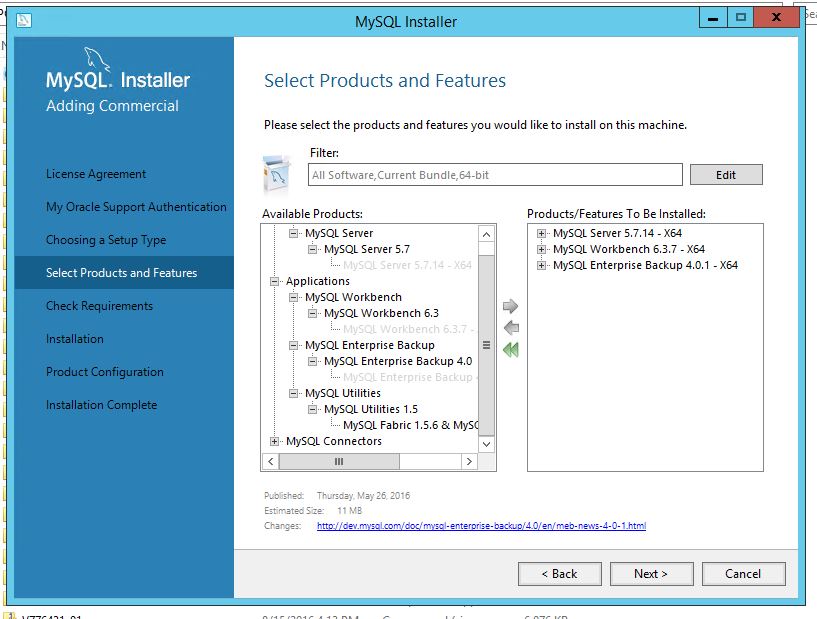 MySQL Installer
MySQL. Installer
Adding Commercial
License Agreement
My Oracle Support Authentication
Choosing a Setup Type
Select Products and Features
Check Requirements
Installation
Product Configuration
Installation Complete
Select Products and Features
Please select the products and features you would like to install on this machine.
Filter:
All Software,Current Bundle,64-bit
Edit
Available Products:
MySQL Server
MySQL Server 5.7
MySQL Server 5.7.14 - X64
Applications
MySQL Workbench
MySQL Workbench 6.3
MySQL Workbench 6.3.7 -
MySQL Enterprise Backup
MySQL Enterprise Backup 4.0
MySQL Enterprise Backup
MySQL Utilities
MySQL Utilities 1.5
MySQL Fabric 1.5.6 & MySQ
MySQL Connectors
Products/Features To Be Installed:
MySQL Server 5.7.14 - X64
MySQL Workbench 6.3.7 - X64
MySQL Enterprise Backup 4.0.1 - X64
Published: Thursday, May 26, 2016
Estimated Size: 11 MB
Changes: http://dev.mysql.com/doc/mysql-enterprise-backup/4.0/en/meb-news-4-0-1.html
< Back
Next >
Cancel